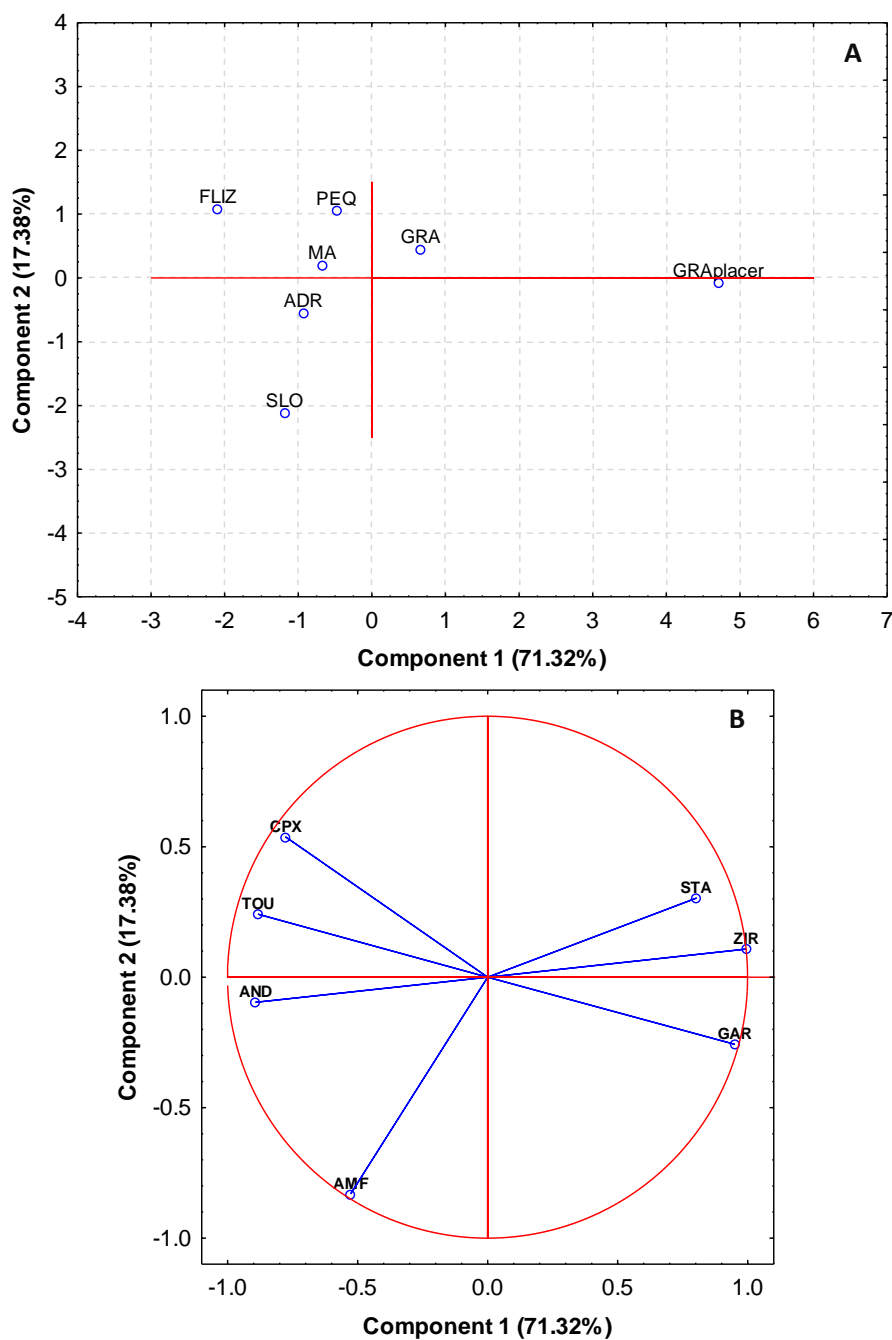 A
4
3
2
1
0
-1
-2
-3
-4
-5
Component 2 (17.38%)
FLIZ
PEQ
GRA
MA
GRAplacer
ADR
SLO
-4 -3 -2 -1 0 1 2 3 4 5 6 7
Component 1 (71.32%)
B
1.0
0.5
0.0
-0.5
-1.0
Component 2 (17.38%)
CPX
STA
TOU
ZIR
AND
GAR
AMF
-1.0 -0.5 0.0 0.5 1.0
Component 1 (71.32%)